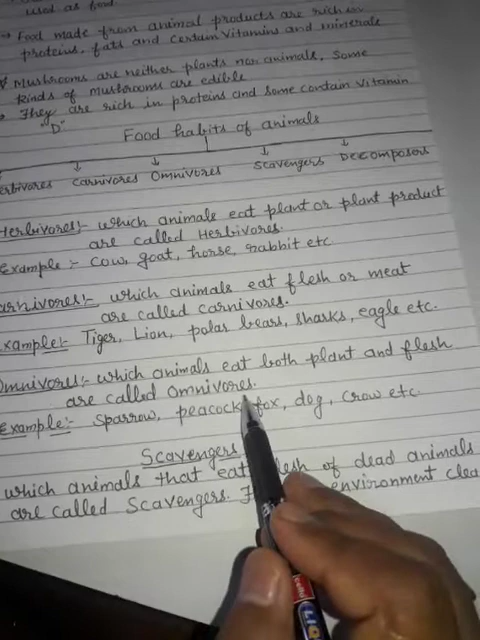 used as food.
→ Food made from animal products are rich in
proteins, fats and certain vitamins and minerals
Mushrooms are neither plants nor animals, some
kinds of mushrooms are edible
→ They are rich in proteins and some contain vitamin
"D"
Food habits of animals
erbivores Carnivores Omnivores Scavengers Decomposers
Herbivores:- which animals eat plant or plant product
are called Herbivores.
Example :- Cow, goat, horse, rabbit etc
arnivores:- which animals eat flesh or meat
are called carnivores.
xample:- Tiger, Lion, polar bears, sharks, eagle etc.
Omnivores:- which animals eat both plant and flesh
are called Omnivores.
Example:- Sparrow, peacock, fox, dog, crow etc
Scavengers
which animals that eat flesh of dead animals
are called Scavengers. environment clea
cello